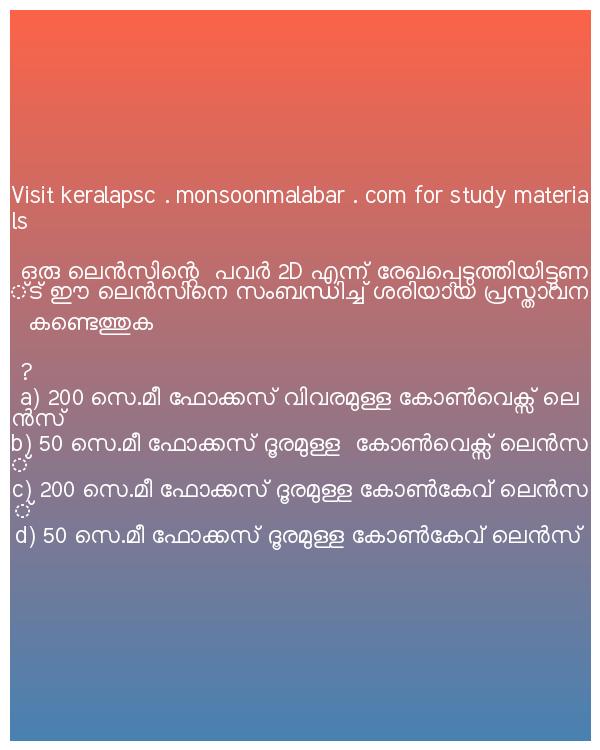 Visit keralapsc . monsoonmalabar . com for study materia
ls
ഒരു ലെൻസിന്റെ പവർ 2D എന്ന് രേഖപ്പെടുത്തിയിട്ടുണ
്ട് ഈ ലെൻസിനെ സംബന്ധിച്ച് ശരിയായ പ്രസ്താവന
കണ്ടെത്തുക
?
a) 200 സെ.മീ ഫോക്കസ് വിവരമുള്ള കോൺവെക്സ് ലെ
ൻസ്
b) 50 സെ.മീ ഫോക്കസ് ദൂരമുള്ള കോൺവെക്സ് ലെൻസ
്
c) 200 സെ.മീ ഫോക്കസ് ദൂരമുള്ള കോൺകേവ് ലെൻസ
്
d) 50 സെ.മീ ഫോക്കസ് ദൂരമുള്ള കോൺകേവ് ലെൻസ്